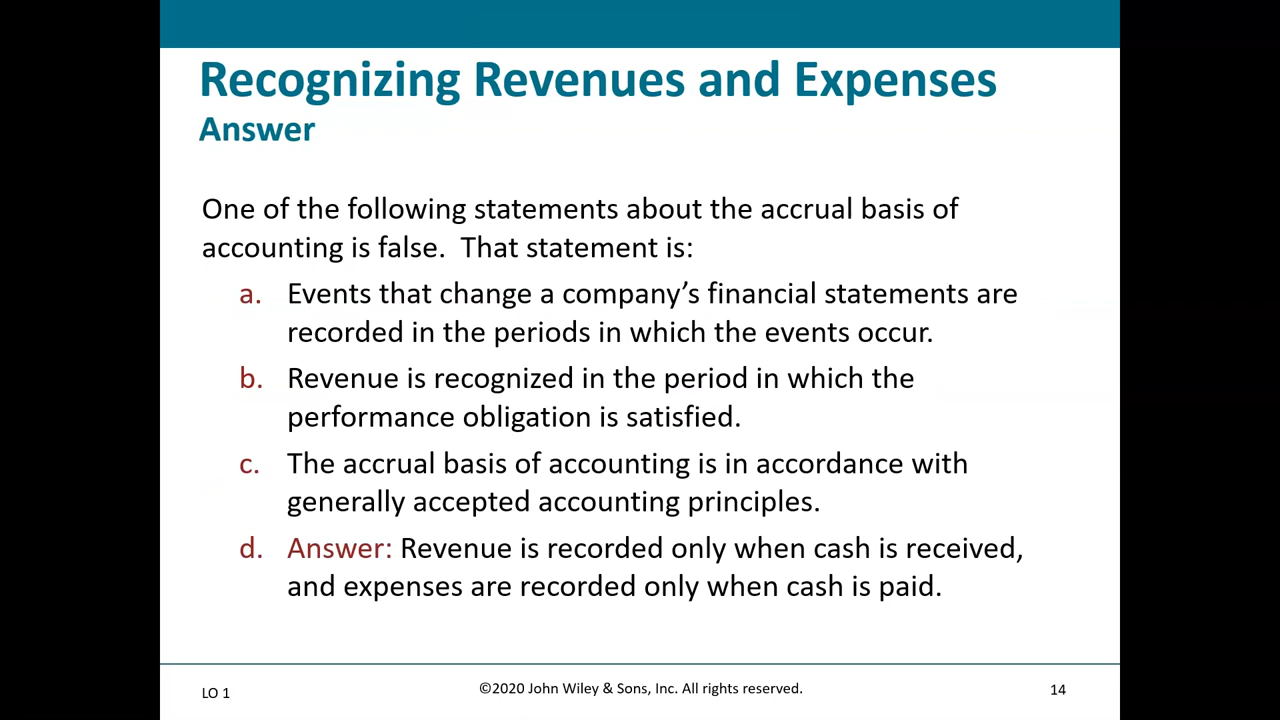 Recognizing Revenues and Expenses
Answer
One of the following statements about the accrual basis of
accounting is false.  That statement is:
a. Events that change a company’s financial statements are
recorded in the periods in which the events occur.
b. Revenue is recognized in the period in which the
performance obligation is satisfied.
c. The accrual basis of accounting is in accordance with
generally accepted accounting principles.
d. Answer: Revenue is recorded only when cash is received,
and expenses are recorded only when cash is paid.
LO 1
©2020 John Wiley & Sons, Inc. All rights reserved.
14